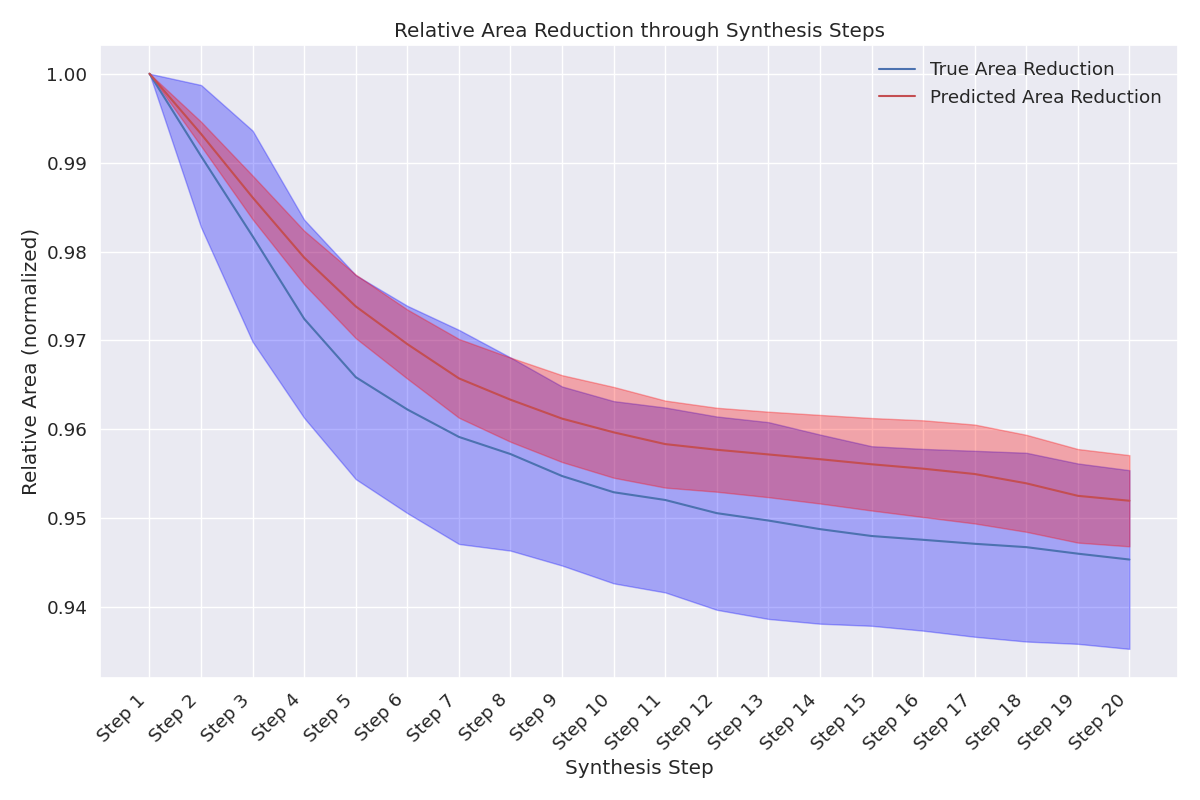 Relative Area Reduction through Synthesis Steps
True Area Reduction
Predicted Area Reduction
Relative Area (normalized)
1.00
0.99
0.98
0.97
0.96
0.95
0.94
Step 1
Step 2
Step 3
Step 4
Step 5
Step 6
Step 7
Step 8
Step 9
Step 10
Step 11
Step 12
Step 13
Step 14
Step 15
Step 16
Step 17
Step 18
Step 19
Step 20
Synthesis Step